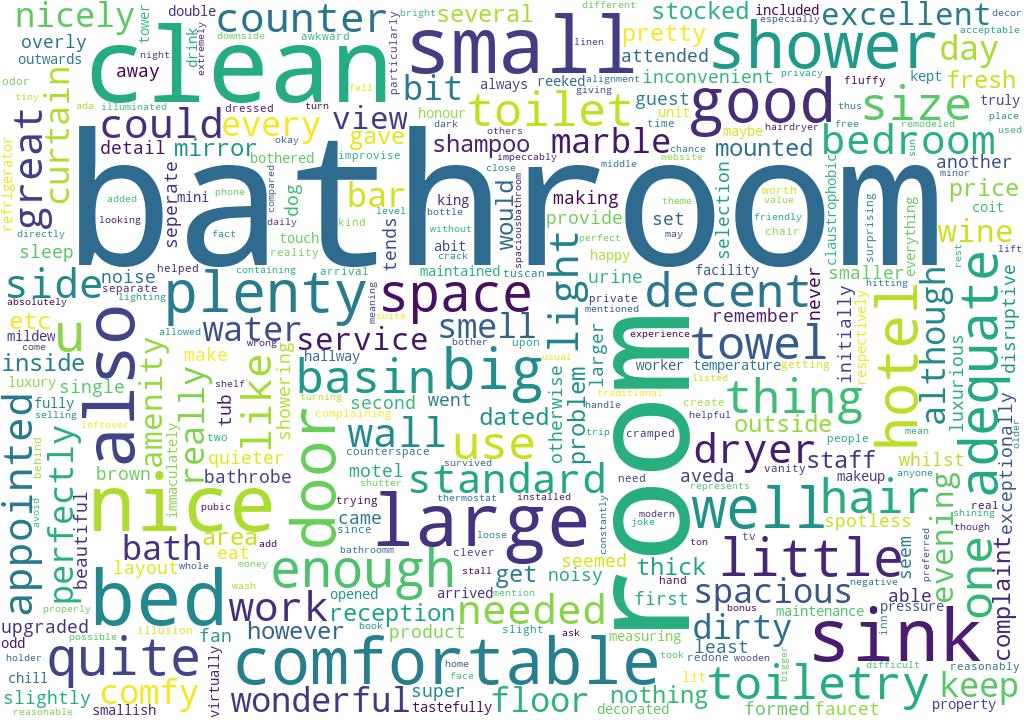 nicely
tower
double
counter
several
stocked
included
different
bright
decor
excellent
overly
outwards
drink
extremely
downside
awkward
night
particularly
linen
small
pretty
attended
especially
acceptable
shower
day
clean
away
bit
always
reeked
alignment
giving
inconvenient
privacy
fluffy
kept
fresh
odor
tiny
ada
illuminated
fell
toilet
guest
unit
good
thus
free
remodeled
truly
place
used
size
curtain
great
dressed
turn
could
every
view
honour
dark
others
time
maybe
hairdryer
bedroom
sun
minor
another
detail
mirror
okay
gave
shampoo
impeccably
marble
chances
website
mounted
refrigerator
bothered
improvise
close
middle
bathroom
seperate
mini
added
phone
compared
dog
bar
king
bottle
would
spaciousbathroom
making
provide
set
theme
may
selection
worth
value
friendly
chair
claustrophobic
surprising
everything
price
coit
wine
looking
daily
kind
level
without
directly
fact
touch
reality
tends
abit
crack
perfect
happy
sleep
noise
separate
helped
containing
arrival
maintained
tuscan
light
urine
facility
never
smaller
hitting
rest
lift
side
absolutely
lighting
plenty
meaning
suite
space
private
mentioned
decent
remember
initially
although
luxurious
adequate
disruptive
etc
mildew
come
u
also
allowed
wrong
water
service
bother
smell
upon
usual
larger
room
experience
towel
hotel
respectively
inside
amenity
make
really
like
showering
hallway
basin
big
problem
otherwise
worker
temperature
getting
thing
luxury
single
shelf
tub
turning
complaining
second
went
dated
traditional
handle
listed
create
helpful
outside
fully
selling
leftover
two
wall
use
trip
cramped
dryer
people
mean
anyone
older
appointed
behind
avoid
perfectly
brown
immaculately
quieter
bathrobe
counterspace
motel
shutter
survived
standard
constantly
need
aveda
vanity
staff
makeup
whilst
represents
beautiful
nice
pubic
door
trying
came
since
thermostat
installed
large
modern
joke
well
hair
spotless
evening
real
shining
though
one
complaint
exceptionally
bath
area
add
eat
bathroomm
clever
loose
ton
tv
little
seem
preferred
layout
whole
money
enough
stall
get
noisy
seemed
thick
hand
negative
able
properly
bed
wash
opened
arrived
mention
needed
first
spacious
bonus
maintenance
pressure
inn
upgraded
possible
illusion
work
reception
book
product
slight
ask
measuring
dirty
sink
odd
quite
fan
however
home
face
comfortable
took
least
redone
wooden
reasonably
holder
chill
virtually
super
nothing
lit
bigger
difficult
toiletry
keep
slightly
reasonable
smallish
comfy
wonderful
tastefully
floor
decorated
formed
faucet
property